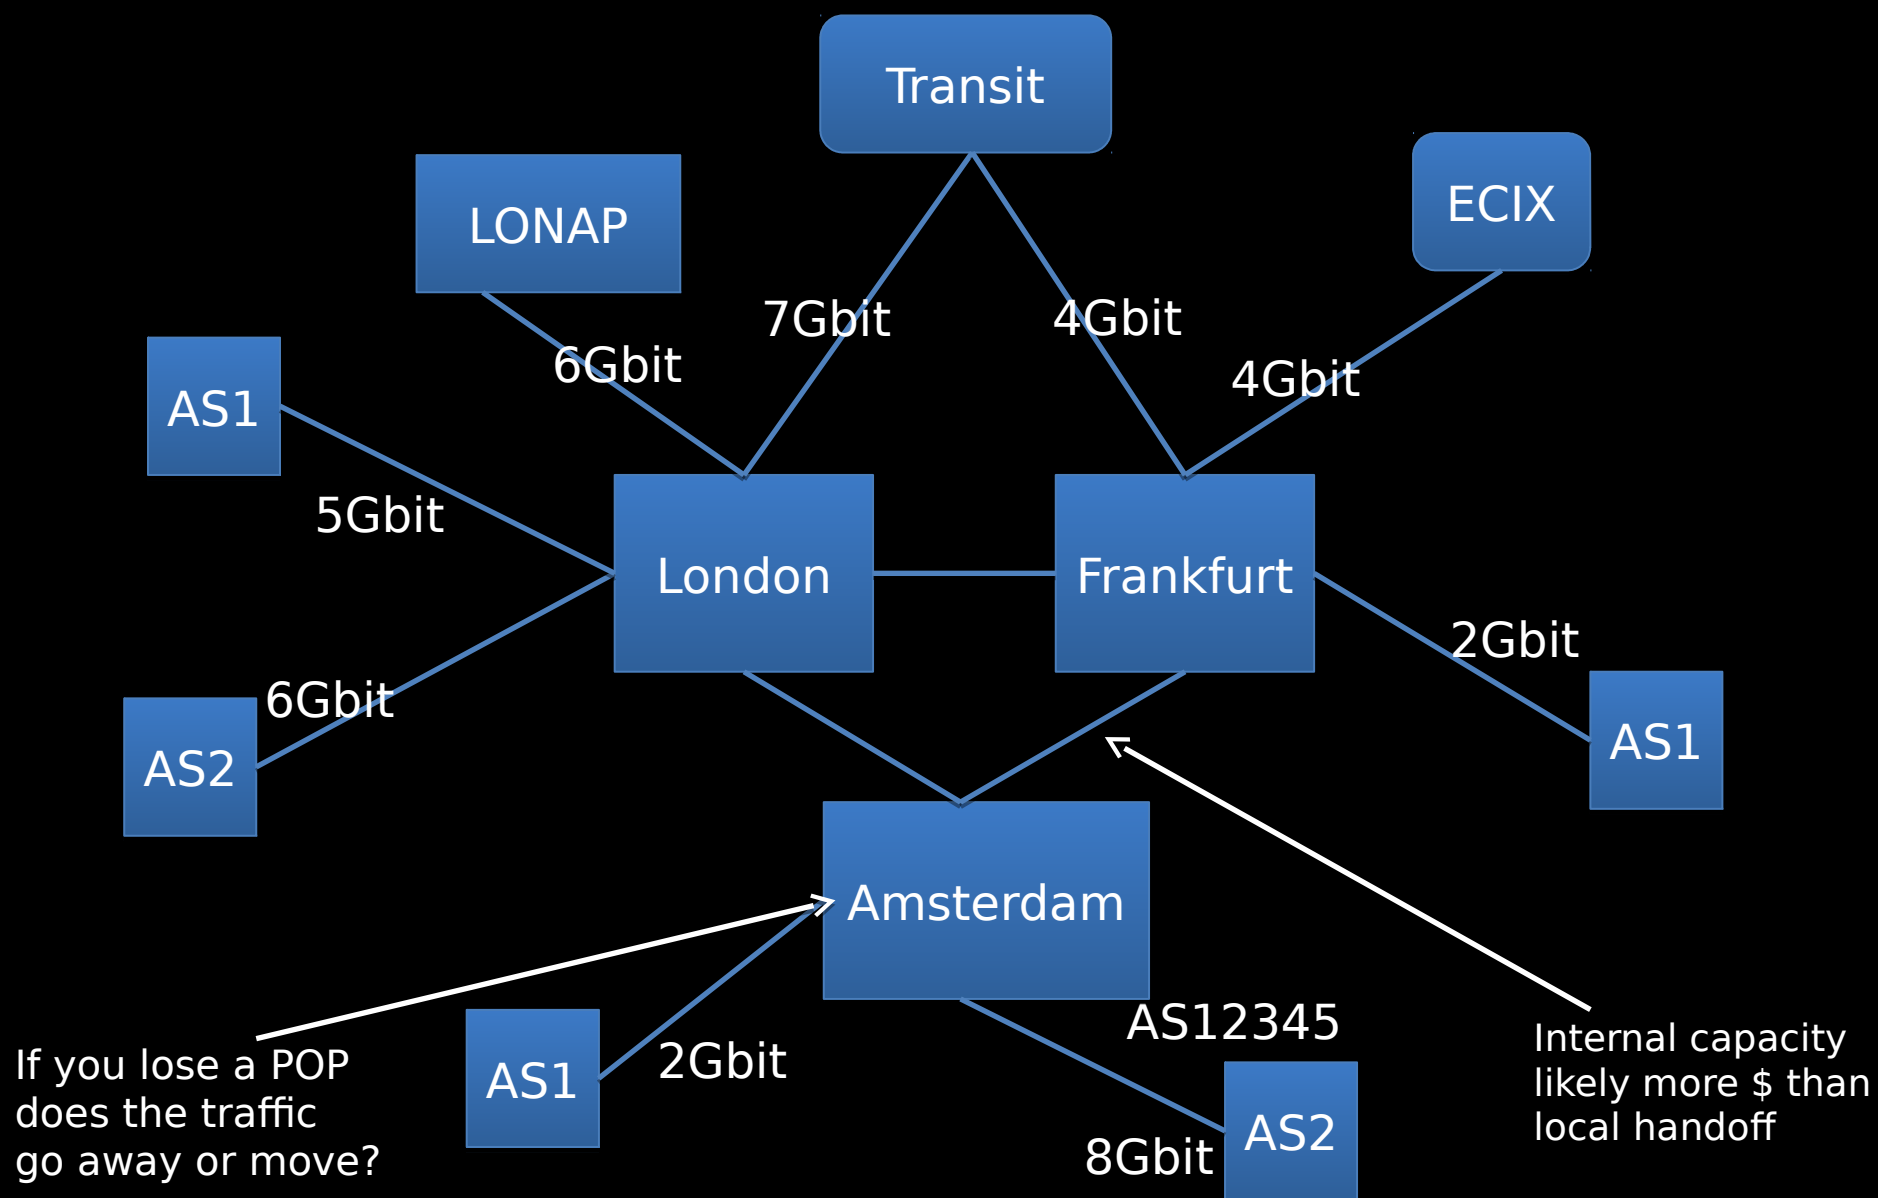 Transit
ECIX
LONAP
7Gbit
4Gbit
6Gbit
4Gbit
AS1
5Gbit
London
Frankfurt
2Gbit
6Gbit
AS2
AS1
Amsterdam
AS12345
If you lose a POP
does the traffic
go away or move?
AS1
2Gbit
8Gbit
AS2
Internal capacity
likely more $ than
local handoff